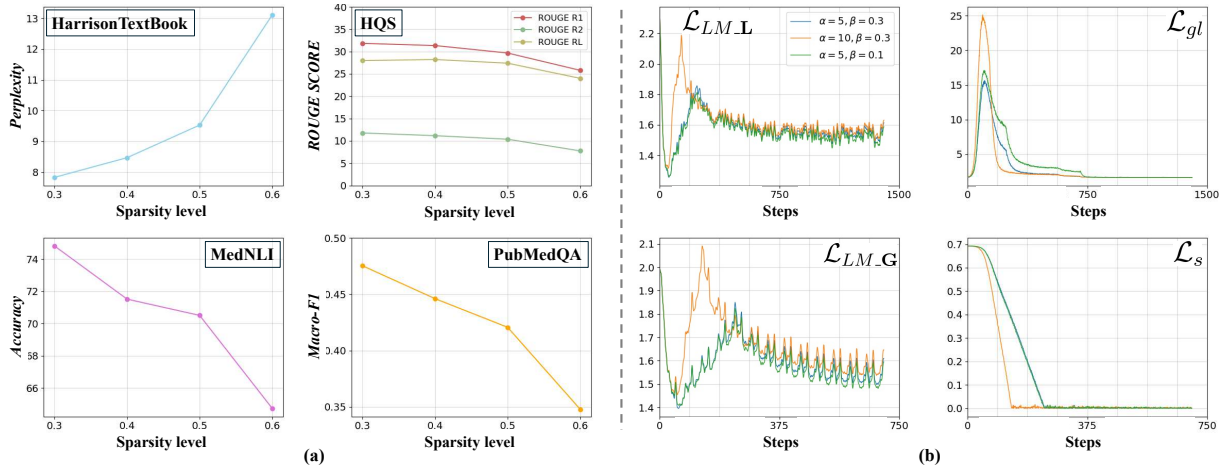 HarrisonTextBook
Perplexity
13
12
11
10
9
8
0.3 0.4 0.5 0.6
Sparsity level
HQS
ROUGE R1
ROUGE R2
ROUGE RL
ROUGE SCORE
40
35
30
25
20
15
10
5
0
0.3 0.4 0.5 0.6
Sparsity level
MedNLI
Accuracy
74
72
70
68
66
0.3 0.4 0.5 0.6
Sparsity level
PubMedQA
Macro-F1
0.50
0.45
0.40
0.35
0.3 0.4 0.5 0.6
Sparsity level
(a)
ℒ_{LM_L}
α = 5, β = 0.3
α = 10, β = 0.3
α = 5, β = 0.1
2.2
2.0
1.8
1.6
1.4
0 750 1500
Steps
ℒ_{gl}
25
20
15
10
5
0 750 1500
Steps
ℒ_{LM_G}
2.1
2.0
1.9
1.8
1.7
1.6
1.5
1.4
0 375 750
Steps
ℒ_s
0.7
0.6
0.5
0.4
0.3
0.2
0.1
0.0
0 375 750
Steps
(b)